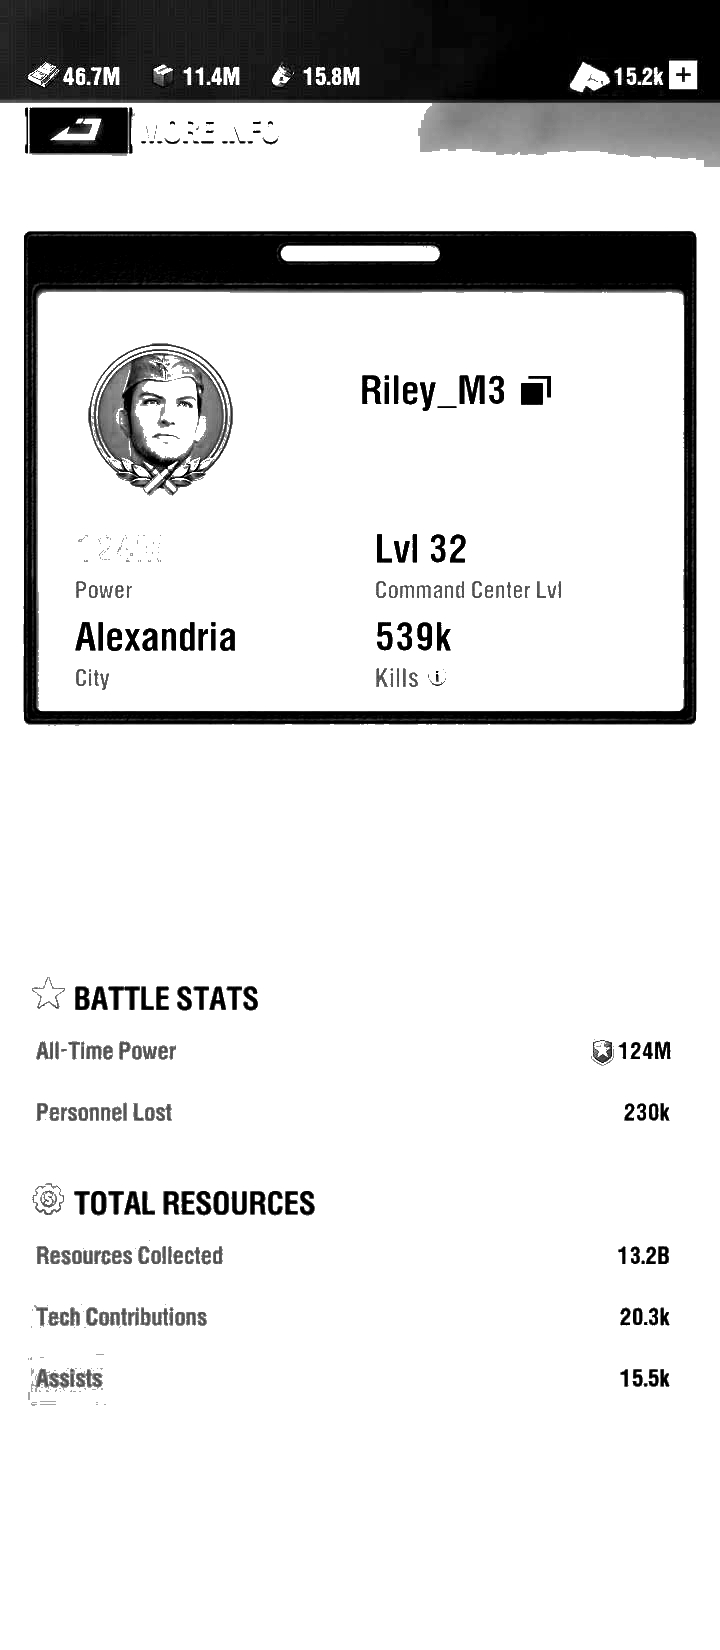 46.7M 11.4M 15.8M 15.2k +
MORE INFO
Riley_M3
124M Lvl 32
Power Command Center Lvl
Alexandria 539k
City Kills
BATTLE STATS
All-Time Power 124M
Personnel Lost 230k
TOTAL RESOURCES
Resources Collected 13.2B
Tech Contributions 20.3k
Assists 15.5k